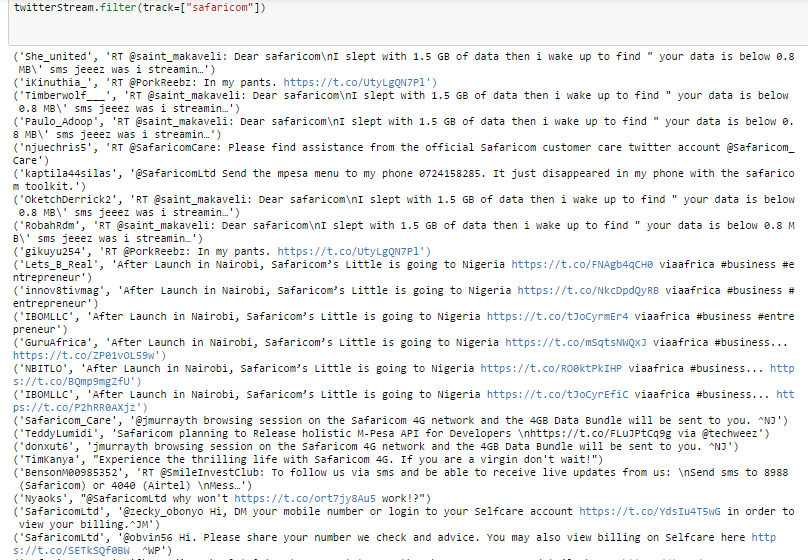 twitterStream.filter(track=["safaricom"])
('She_united', 'RT @saint_makaveli: Dear safaricom\nI slept with 1.5 GB of data then i wake up to find " your data is below 0.8
MB\' sms jeeez was i streamin…')
('iKinuthia_', 'RT @PorkReebz: In my pants. https://t.co/UtyLgQN7Pl')
('Timberwolf___', 'RT @saint_makaveli: Dear safaricom\nI slept with 1.5 GB of data then i wake up to find " your data is below
0.8 MB\' sms jeeez was i streamin…')
('Paulo_Adoop', 'RT @saint_makaveli: Dear safaricom\nI slept with 1.5 GB of data then i wake up to find " your data is below 0.
8 MB\' sms jeeez was i streamin…')
('njuechris5', 'RT @SafaricomCare: Please find assistance from the official Safaricom customer care twitter account @Safaricom_
Care')
('kaptila44silas', '@SafaricomLtd Send the mpesa menu to my phone 0724158285. It just disappeared in my phone with the safarico
m toolkit.')
('OketchDerrick2', 'RT @saint_makaveli: Dear safaricom\nI slept with 1.5 GB of data then i wake up to find " your data is below
0.8 MB\' sms jeeez was i streamin…')
('RobahRdm', 'RT @saint_makaveli: Dear safaricom\nI slept with 1.5 GB of data then i wake up to find " your data is below 0.8 M
B\' sms jeeez was i streamin…')
('gikuyu254', 'RT @PorkReebz: In my pants. https://t.co/UtyLgQN7Pl')
('Lets_B_Real', 'After Launch in Nairobi, Safaricom’s Little is going to Nigeria https://t.co/FNAgb4qCH0 viaafrica #business #e
ntrepreneur')
('innov8tivmag', 'After Launch in Nairobi, Safaricom’s Little is going to Nigeria https://t.co/NkcDpdQyRB viaafrica #business #
entrepreneur')
('IBOMLLC', 'After Launch in Nairobi, Safaricom’s Little is going to Nigeria https://t.co/tJoCyrmEr4 viaafrica #business #entre
preneur')
('GuruAfrica', 'After Launch in Nairobi, Safaricom’s Little is going to Nigeria https://t.co/mSqtsNWQxJ viaafrica #business...
https://t.co/ZP01vOL59w')
('NBITLO', 'After Launch in Nairobi, Safaricom’s Little is going to Nigeria https://t.co/RO0ktPkIHP viaafrica #business... http
s://t.co/BQmp9mgZfU')
('IBOMLLC', 'After Launch in Nairobi, Safaricom’s Little is going to Nigeria https://t.co/tJoCyrEfiC viaafrica #business... htt
ps://t.co/P2hRR0AXjz')
('Safaricom_Care', '@jmurrayth browsing session on the Safaricom 4G network and the 4GB Data Bundle will be sent to you. ^NJ')
('TeddyLumidi', 'Safaricom planning to Release holistic M-Pesa API for Developers \nhttps://t.co/FLuJPtCq9g via @techweez')
('donxut6', 'jmurrayth browsing session on the Safaricom 4G network and the 4GB Data Bundle will be sent to you. ^NJ')
('TimKanya', "Experience the thrilling life with Safaricom 4G. If you are a virgin don't wait!")
('BensonM00985352', 'RT @SmileInvestClub: To follow us via sms and be able to receive live updates from us: \nSend sms to 8988
(Safaricom) or 4040 (Airtel) \nMess…')
('Nyaoks', "@SafaricomLtd why won't https://t.co/ort7jy8Au5 work!?")
('SafaricomLtd', '@zecky_obonyo Hi, DM your mobile number or login to your Selfcare account https://t.co/YdsIu4T5wG in order to
view your billing.^JM')
('SafaricomLtd', '@obvin56 Hi. Please share your number we check and advice. You may also view billing on Selfcare here http
s://t.co/SETkSQf0BW ^WP')